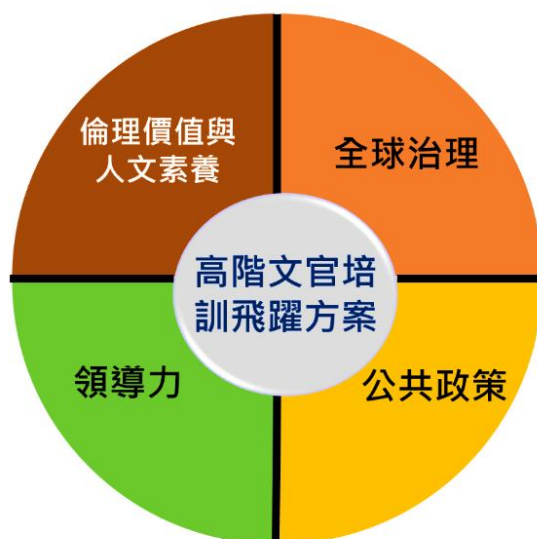 倫理價值與
人文素養
全球治理
高階文官培
訓飛躍方案
領導力
公共政策